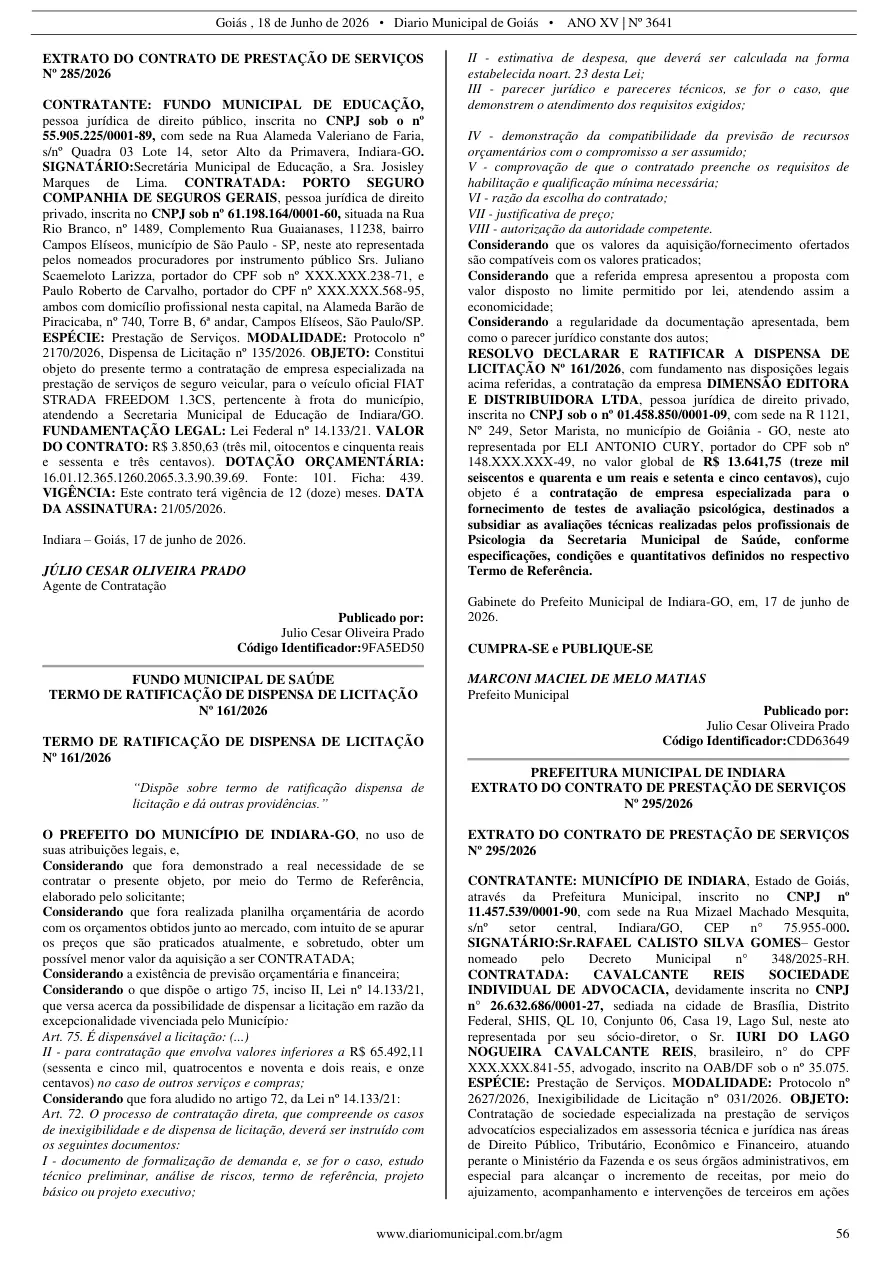 Goiás , 18 de Junho de 2026 • Diario Municipal de Goiás • ANO XV | Nº 3641
EXTRATO DO CONTRATO DE PRESTAÇÃO DE SERVIÇOS
Nº 285/2026
CONTRATANTE: FUNDO MUNICIPAL DE EDUCAÇÃO,
pessoa jurídica de direito público, inscrita no CNPJ sob o nº
55.905.225/0001-89, com sede na Rua Alameda Valeriano de Faria,
s/nº Quadra 03 Lote 14, setor Alto da Primavera, Indiara-GO.
SIGNATÁRIO:Secretária Municipal de Educação, a Sra. Josisley
Marques de Lima. CONTRATADA: PORTO SEGURO
COMPANHIA DE SEGUROS GERAIS, pessoa jurídica de direito
privado, inscrita no CNPJ sob nº 61.198.164/0001-60, situada na Rua
Rio Branco, nº 1489, Complemento Rua Guaianases, 11238, bairro
Campos Elíseos, município de São Paulo - SP, neste ato representada
pelos nomeados procuradores por instrumento público Srs. Juliano
Scaemeloto Larizza, portador do CPF sob nº XXX.XXX.238-71, e
Paulo Roberto de Carvalho, portador do CPF nº XXX.XXX.568-95,
ambos com domicílio profissional nesta capital, na Alameda Barão de
Piracicaba, nº 740, Torre B, 6ª andar, Campos Elíseos, São Paulo/SP.
ESPÉCIE: Prestação de Serviços. MODALIDADE: Protocolo nº
2170/2026, Dispensa de Licitação nº 135/2026. OBJETO: Constitui
objeto do presente termo a contratação de empresa especializada na
prestação de serviços de seguro veicular, para o veículo oficial FIAT
STRADA FREEDOM 1.3CS, pertencente à frota do município,
atendendo a Secretaria Municipal de Educação de Indiara/GO.
FUNDAMENTAÇÃO LEGAL: Lei Federal nº 14.133/21. VALOR
DO CONTRATO: R$ 3.850,63 (três mil, oitocentos e cinquenta reais
e sessenta e três centavos). DOTAÇÃO ORÇAMENTÁRIA:
16.01.12.365.1260.2065.3.3.90.39.69. Fonte: 101. Ficha: 439.
VIGÊNCIA: Este contrato terá vigência de 12 (doze) meses. DATA
DA ASSINATURA: 21/05/2026.
Indiara – Goiás, 17 de junho de 2026.
JÚLIO CESAR OLIVEIRA PRADO
Agente de Contratação
Publicado por:
Julio Cesar Oliveira Prado
Código Identificador:9FA5ED50
FUNDO MUNICIPAL DE SAÚDE
TERMO DE RATIFICAÇÃO DE DISPENSA DE LICITAÇÃO
Nº 161/2026
TERMO DE RATIFICAÇÃO DE DISPENSA DE LICITAÇÃO
Nº 161/2026
“Dispõe sobre termo de ratificação dispensa de
licitação e dá outras providências.”
O PREFEITO DO MUNICÍPIO DE INDIARA-GO, no uso de
suas atribuições legais, e,
Considerando que fora demonstrado a real necessidade de se
contratar o presente objeto, por meio do Termo de Referência,
elaborado pelo solicitante;
Considerando que fora realizada planilha orçamentária de acordo
com os orçamentos obtidos junto ao mercado, com intuito de se apurar
os preços que são praticados atualmente, e sobretudo, obter um
possível menor valor da aquisição a ser CONTRATADA;
Considerando a existência de previsão orçamentária e financeira;
Considerando o que dispõe o artigo 75, inciso II, Lei nº 14.133/21,
que versa acerca da possibilidade de dispensar a licitação em razão da
excepcionalidade vivenciada pelo Município:
Art. 75. É dispensável a licitação: (...)
II - para contratação que envolva valores inferiores a R$ 65.492,11
(sessenta e cinco mil, quatrocentos e noventa e dois reais, e onze
centavos) no caso de outros serviços e compras;
Considerando que fora aludido no artigo 72, da Lei nº 14.133/21:
Art. 72. O processo de contratação direta, que compreende os casos
de inexigibilidade e de dispensa de licitação, deverá ser instruído com
os seguintes documentos:
I - documento de formalização de demanda e, se for o caso, estudo
técnico preliminar, análise de riscos, termo de referência, projeto
básico ou projeto executivo;
II - estimativa de despesa, que deverá ser calculada na forma
estabelecida noart. 23 desta Lei;
III - parecer jurídico e pareceres técnicos, se for o caso, que
demonstrem o atendimento dos requisitos exigidos;
IV - demonstração da compatibilidade da previsão de recursos
orçamentários com o compromisso a ser assumido;
V - comprovação de que o contratado preenche os requisitos de
habilitação e qualificação mínima necessária;
VI - razão da escolha do contratado;
VII - justificativa de preço;
VIII - autorização da autoridade competente.
Considerando que os valores da aquisição/fornecimento ofertados
são compatíveis com os valores praticados;
Considerando que a referida empresa apresentou a proposta com
valor disposto no limite permitido por lei, atendendo assim a
economicidade;
Considerando a regularidade da documentação apresentada, bem
como o parecer jurídico constante dos autos;
RESOLVO DECLARAR E RATIFICAR A DISPENSA DE
LICITAÇÃO Nº 161/2026, com fundamento nas disposições legais
acima referidas, a contratação da empresa DIMENSÃO EDITORA
E DISTRIBUIDORA LTDA, pessoa jurídica de direito privado,
inscrita no CNPJ sob o nº 01.458.850/0001-09, com sede na R 1121,
Nº 249, Setor Marista, no município de Goiânia - GO, neste ato
representada por ELI ANTONIO CURY, portador do CPF sob nº
148.XXX.XXX-49, no valor global de R$ 13.641,75 (treze mil
seiscentos e quarenta e um reais e setenta e cinco centavos), cujo
objeto é a contratação de empresa especializada para o
fornecimento de testes de avaliação psicológica, destinados a
subsidiar as avaliações técnicas realizadas pelos profissionais de
Psicologia da Secretaria Municipal de Saúde, conforme
especificações, condições e quantitativos definidos no respectivo
Termo de Referência.
Gabinete do Prefeito Municipal de Indiara-GO, em, 17 de junho de
2026.
CUMPRA-SE e PUBLIQUE-SE
MARCONI MACIEL DE MELO MATIAS
Prefeito Municipal
Publicado por:
Julio Cesar Oliveira Prado
Código Identificador:CDD63649
PREFEITURA MUNICIPAL DE INDIARA
EXTRATO DO CONTRATO DE PRESTAÇÃO DE SERVIÇOS
Nº 295/2026
EXTRATO DO CONTRATO DE PRESTAÇÃO DE SERVIÇOS
Nº 295/2026
CONTRATANTE: MUNICÍPIO DE INDIARA, Estado de Goiás,
através da Prefeitura Municipal, inscrito no CNPJ nº
11.457.539/0001-90, com sede na Rua Mizael Machado Mesquita,
s/nº setor central, Indiara/GO, CEP n° 75.955-000.
SIGNATÁRIO:Sr.RAFAEL CALISTO SILVA GOMES– Gestor
nomeado pelo Decreto Municipal n° 348/2025-RH.
CONTRATADA: CAVALCANTE REIS SOCIEDADE
INDIVIDUAL DE ADVOCACIA, devidamente inscrita no CNPJ
n° 26.632.686/0001-27, sediada na cidade de Brasília, Distrito
Federal, SHIS, QL 10, Conjunto 06, Casa 19, Lago Sul, neste ato
representada por seu sócio-diretor, o Sr. IURI DO LAGO
NOGUEIRA CAVALCANTE REIS, brasileiro, n° do CPF
XXX.XXX.841-55, advogado, inscrito na OAB/DF sob o nº 35.075.
ESPÉCIE: Prestação de Serviços. MODALIDADE: Protocolo nº
2627/2026, Inexigibilidade de Licitação nº 031/2026. OBJETO:
Contratação de sociedade especializada na prestação de serviços
advocatícios especializados em assessoria técnica e jurídica nas áreas
de Direito Público, Tributário, Econômico e Financeiro, atuando
perante o Ministério da Fazenda e os seus órgãos administrativos, em
especial para alcançar o incremento de receitas, por meio do
ajuizamento, acompanhamento e intervenções de terceiros em ações
www.diariomunicipal.com.br/agm
56